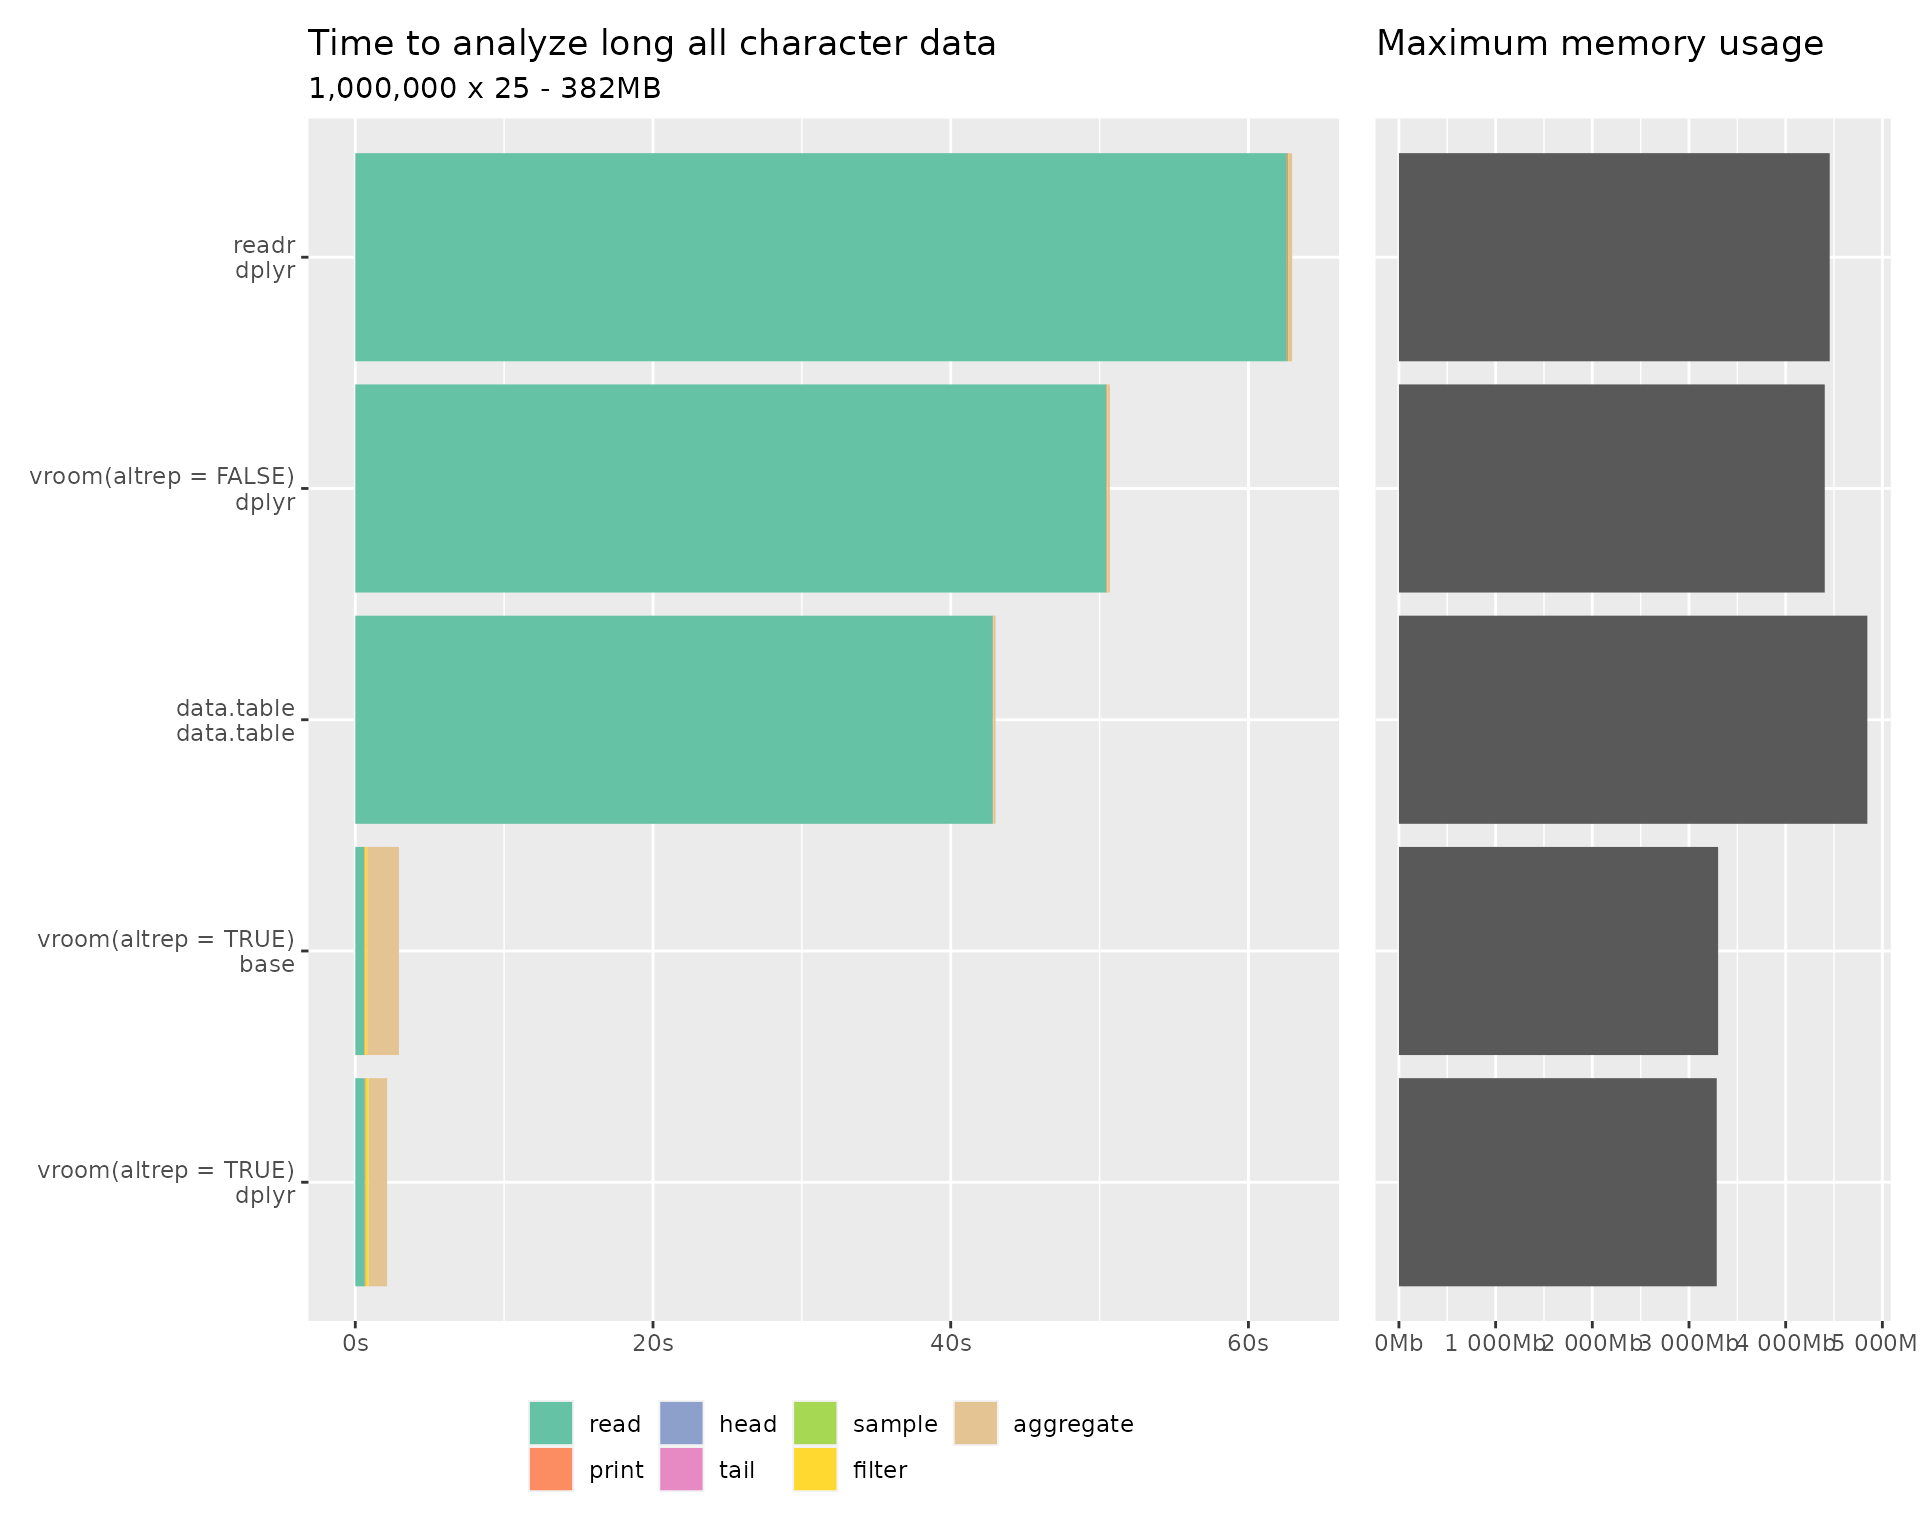 Time to analyze long all character data
1,000,000 x 25 - 382MB
Maximum memory usage
readr
dplyr
vroom(altrep = FALSE)
dplyr
data.table
data.table
vroom(altrep = TRUE)
base
vroom(altrep = TRUE)
dplyr
0s 20s 40s 60s
0Mb 1 000Mb 2 000Mb 3 000Mb 4 000Mb 5 000M
read head sample aggregate
print tail filter